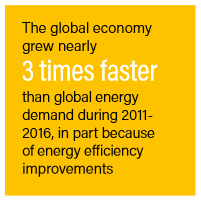 The global economy
grew nearly
3 times faster
than global energy
demand during 2011-
2016, in part because
of energy efficiency
improvements